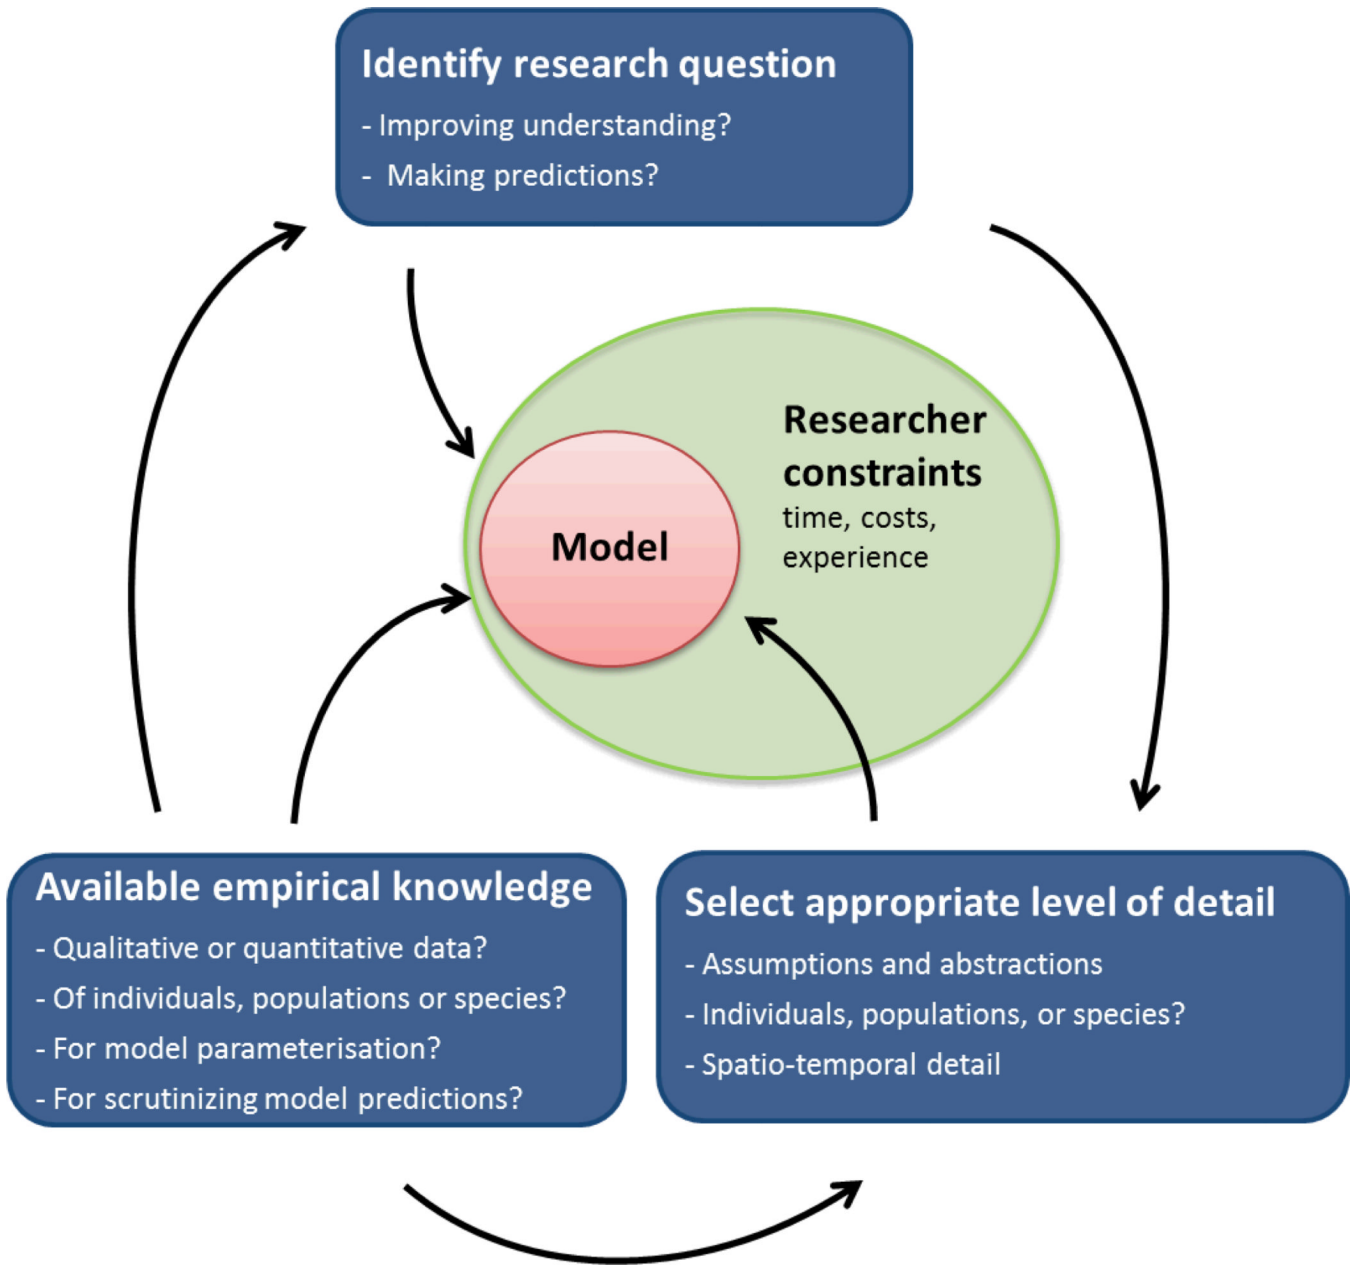 Identify research question
- Improving understanding?
- Making predictions?
Researcher
constraints
time, costs,
experience
Model
Available empirical knowledge
- Qualitative or quantitative data?
- Of individuals, populations or species?
- For model parameterisation?
- For scrutinizing model predictions?
Select appropriate level of detail
- Assumptions and abstractions
- Individuals, populations, or species?
- Spatio-temporal detail